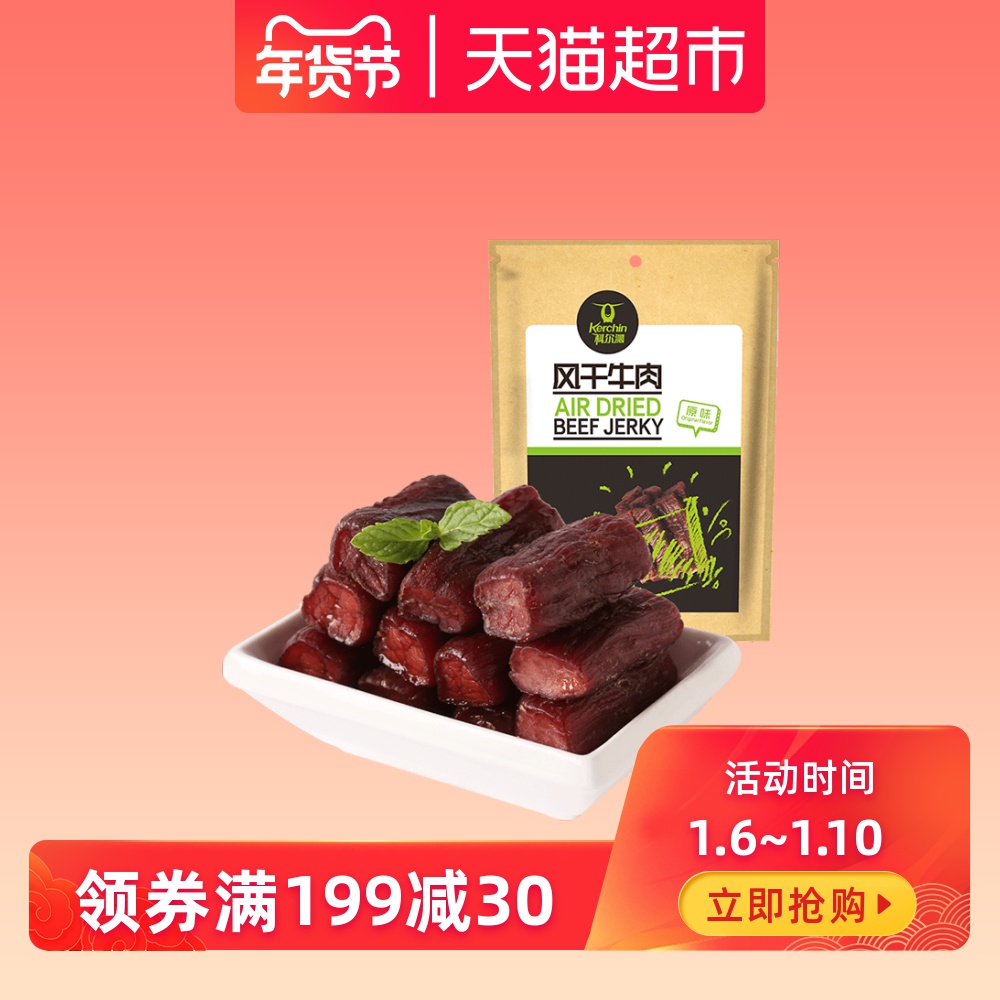 年货节 | 天猫超市
Kerchin
科尔沁
风干牛肉
AIR DRIED
BEEF JERKY
原味
Original Flavor
活动时间
1.6~1.10
领券满199减30
立即抢购